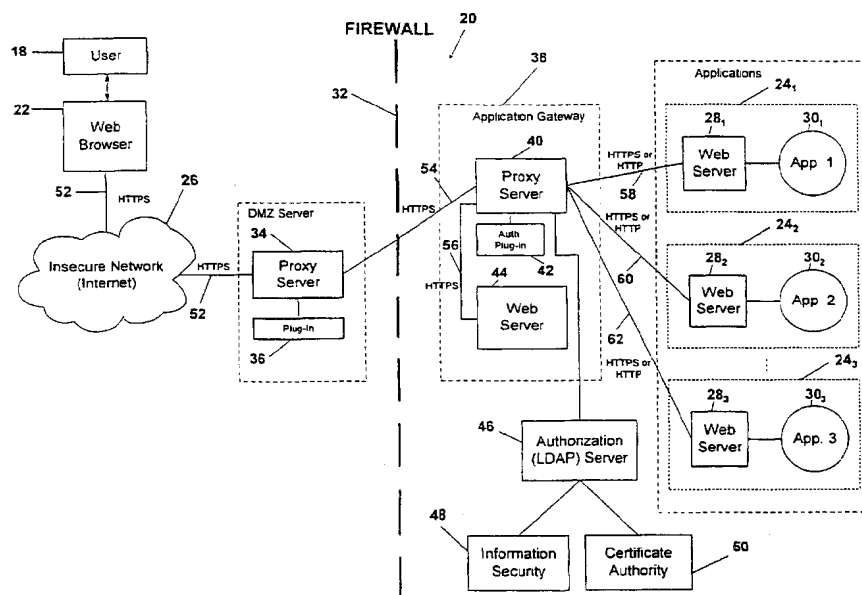 FIREWALL
20
18
User
22
Web
Browser
52
HTTPS
26
Insecure Network
(Internet)
HTTPS
52
DMZ Server
34
Proxy
Server
Plug-In
36
32
38
Application Gateway
40
Proxy
Server
54
HTTPS
Auth
Plug-in
42
56
HTTPS
44
Web
Server
46
Authorization
(LDAP) Server
48
Information
Security
Certificate
Authority
50
Applications
24₁
28₁
30₁
Web
Server
App. 1
HTTPS or
HTTP
58
24₂
28₂
30₂
Web
Server
App. 2
HTTPS or
HTTP
60
24₃
28₃
30₃
Web
Server
App. 3
62
HTTPS or
HTTP